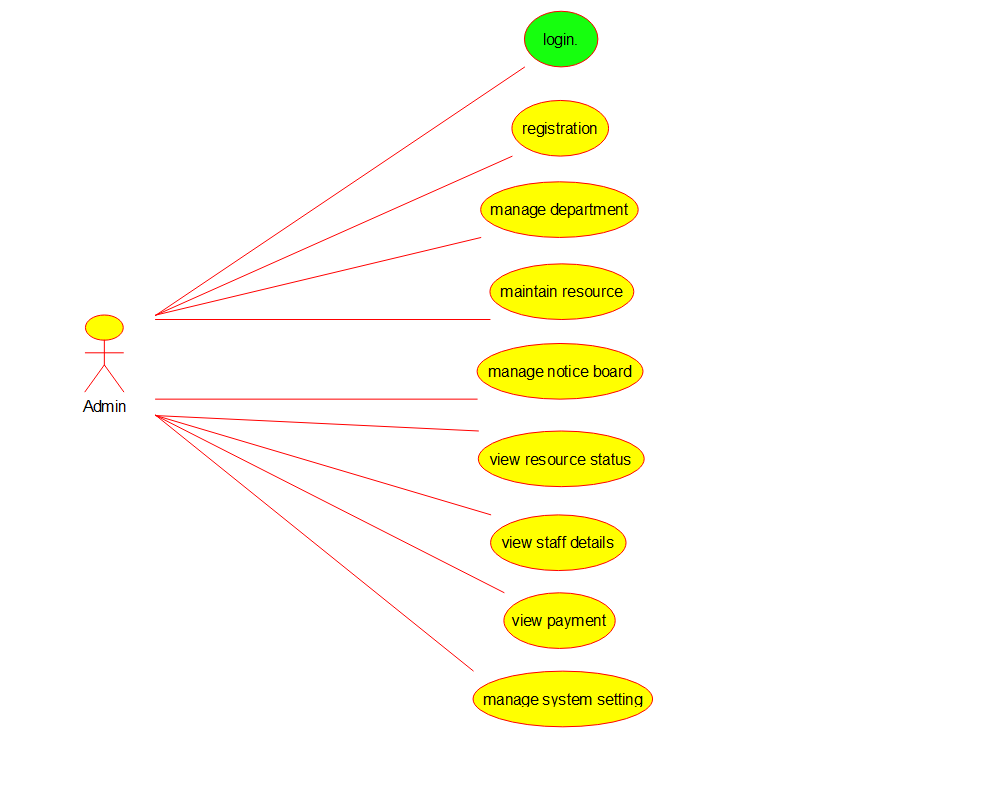 login.
registration
manage department
maintain resource
manage notice board
Admin
view resource status
view staff details
view payment
manage system setting